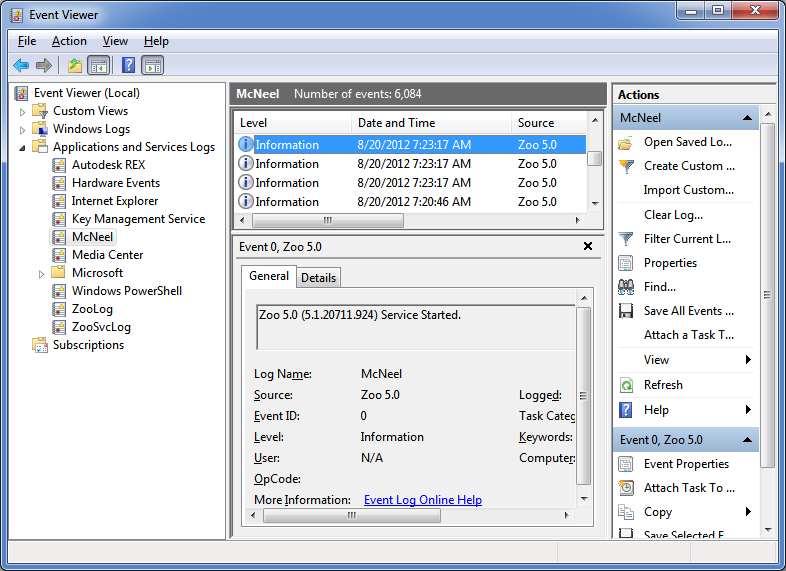 Event Viewer
File Action View Help
Event Viewer (Local)
Custom Views
Windows Logs
Applications and Services Logs
Autodesk REX
Hardware Events
Internet Explorer
Key Management Service
McNeel
Media Center
Microsoft
Windows PowerShell
ZooLog
ZooSvcLog
Subscriptions
McNeel Number of events: 6,084
Level Date and Time Source
Information 8/20/2012 7:23:17 AM Zoo 5.0
Information 8/20/2012 7:23:17 AM Zoo 5.0
Information 8/20/2012 7:23:17 AM Zoo 5.0
Information 8/20/2012 7:20:46 AM Zoo 5.0
Event 0, Zoo 5.0
General Details
Zoo 5.0 (5.1.20711.924) Service Started.
Log Name: McNeel
Source: Zoo 5.0 Logged:
Event ID: 0 Task Categ
Level: Information Keywords:
User: N/A Computer:
OpCode:
More Information: Event Log Online Help
Actions
McNeel
Open Saved Lo...
Create Custom ...
Import Custom...
Clear Log...
Filter Current L...
Properties
Find...
Save All Events ...
Attach a Task T...
View
Refresh
Help
Event 0, Zoo 5.0
Event Properties
Attach Task To ...
Copy
Save Selected E